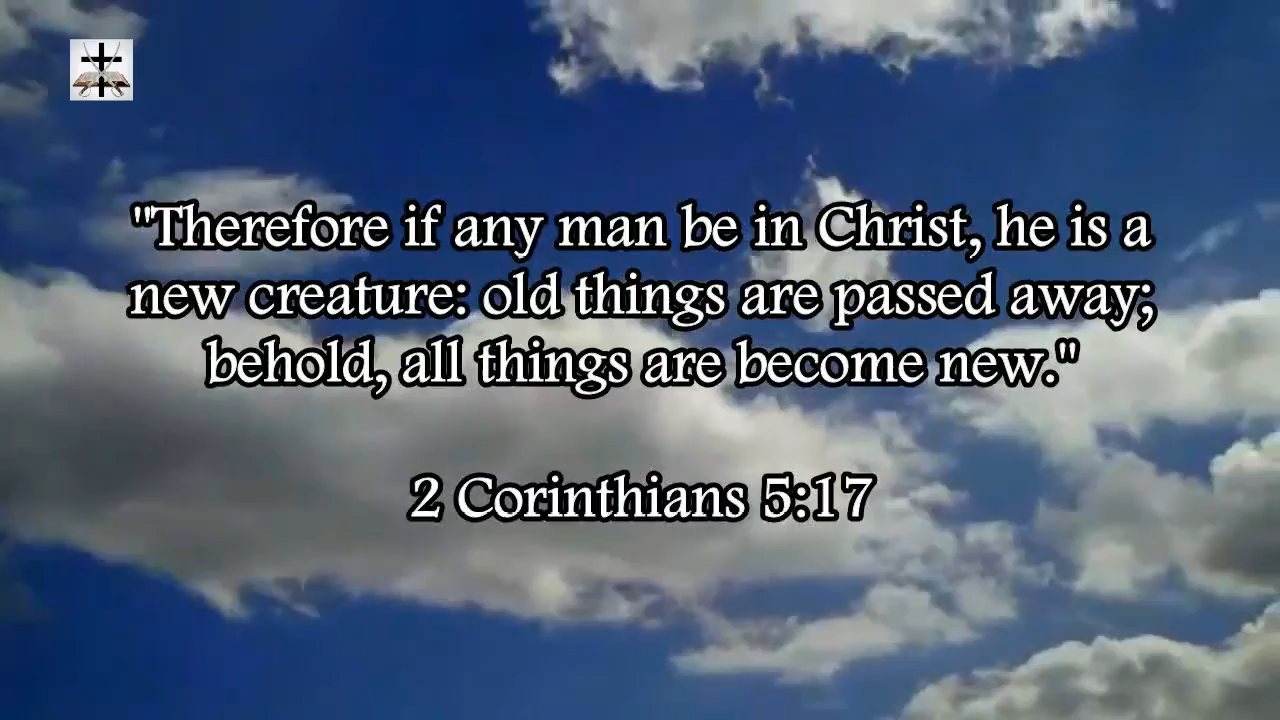 "Therefore if any man be in Christ, he is a
new creature: old things are passed away;
behold, all things are become new."
2 Corinthians 5:17